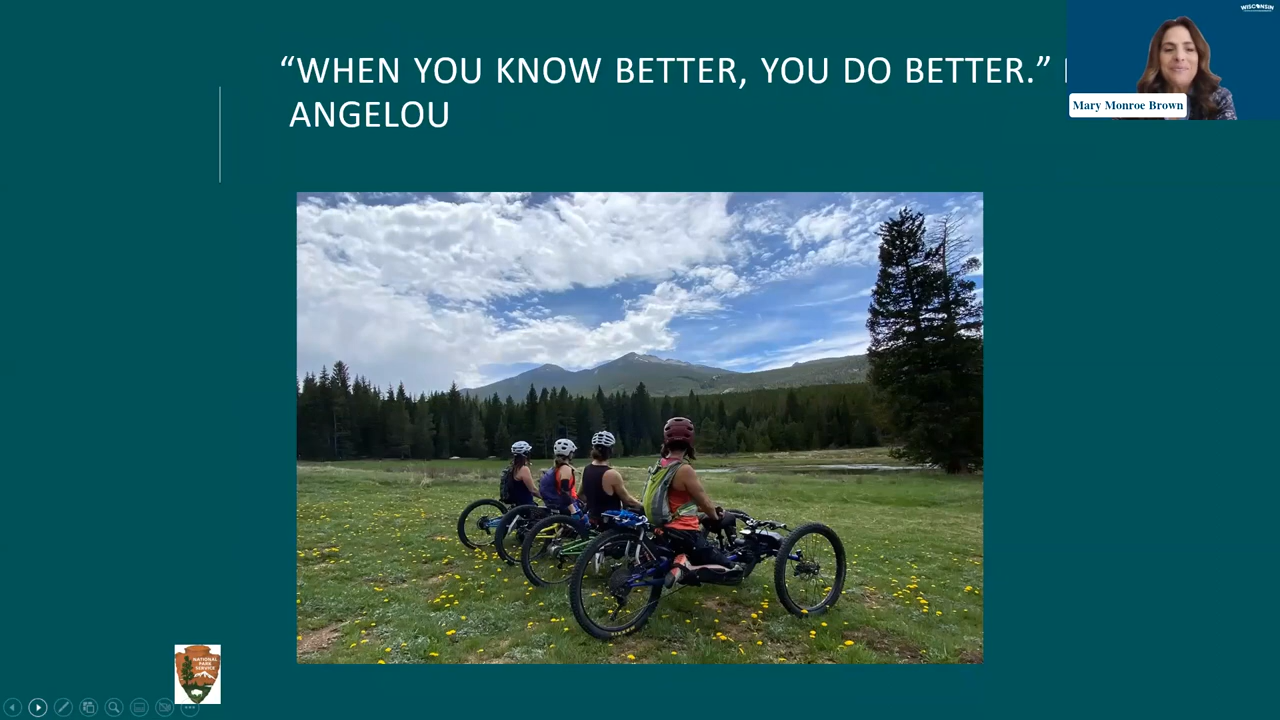 “WHEN YOU KNOW BETTER, YOU DO BETTER.”
ANGELOU
WISCONSIN
Mary Monroe Brown
NATIONAL
PARK
SERVICE